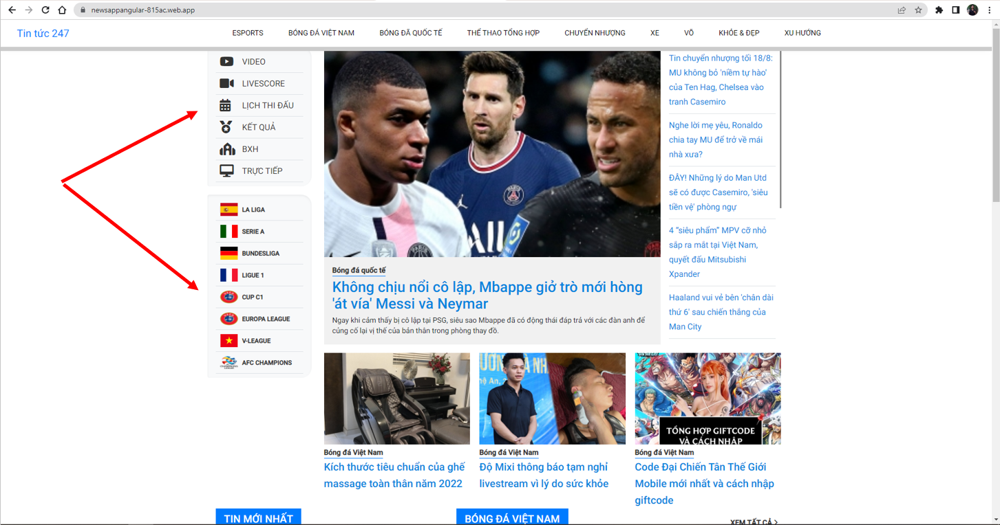 newsappangular-815ac.web.app
Tin tức 247
ESPORTS
BÓNG ĐÁ VIỆT NAM
BÓNG ĐÃ QUỐC TẾ
THỂ THAO TỔNG HỢP
CHUYỂN NHƯỢNG
XE
VÕ
KHỎE & ĐẸP
XU HƯỚNG
VIDEO
LIVESCORE
LỊCH THI ĐẤU
KẾT QUẢ
BXH
TRỰC TIẾP
LA LIGA
SERIE A
BUNDESLIGA
LIGUE 1
CUP C1
EUROPA LEAGUE
V-LEAGUE
AFC CHAMPIONS
Bóng đá quốc tế
Không chịu nổi cô lập, Mbappe giở trò mới hòng
'át vía' Messi và Neymar
Ngay khi cảm thấy bị cô lập tại PSG, siêu sao Mbappe đã có động thái đáp trả với các đàn anh để
củng cố lại vị thế của bản thân trong phòng thay đồ.
Tin chuyển nhượng tối 18/8:
MU không bỏ 'niềm tự hào'
của Ten Hag, Chelsea vào
tranh Casemiro
Nghe lời mẹ yêu, Ronaldo
chia tay MU để trở về mái
nhà xưa?
ĐÂY! Những lý do Man Utd
sẽ có được Casemiro, 'siêu
tiền vệ' phòng ngự
4 “siêu phẩm” MPV cỡ nhỏ
sắp ra mắt tại Việt Nam,
quyết đấu Mitsubishi
Xpander
Haaland vui vẻ bên 'chân dài
thứ 6' sau chiến thắng của
Man City
TỔNG HỢP GIFTCODE
VÀ CÁCH NHẬP
Bóng đá Việt Nam
Kích thước tiêu chuẩn của ghế
massage toàn thân năm 2022
Bóng đá Việt Nam
Độ Mixi thông báo tạm nghỉ
livestream vì lý do sức khỏe
Bóng đá Việt Nam
Code Đại Chiến Tân Thế Giới
Mobile mới nhất và cách nhập
giftcode
TIN MỚI NHẤT
BÓNG ĐÁ VIỆT NAM
XEM TẤT CẢ